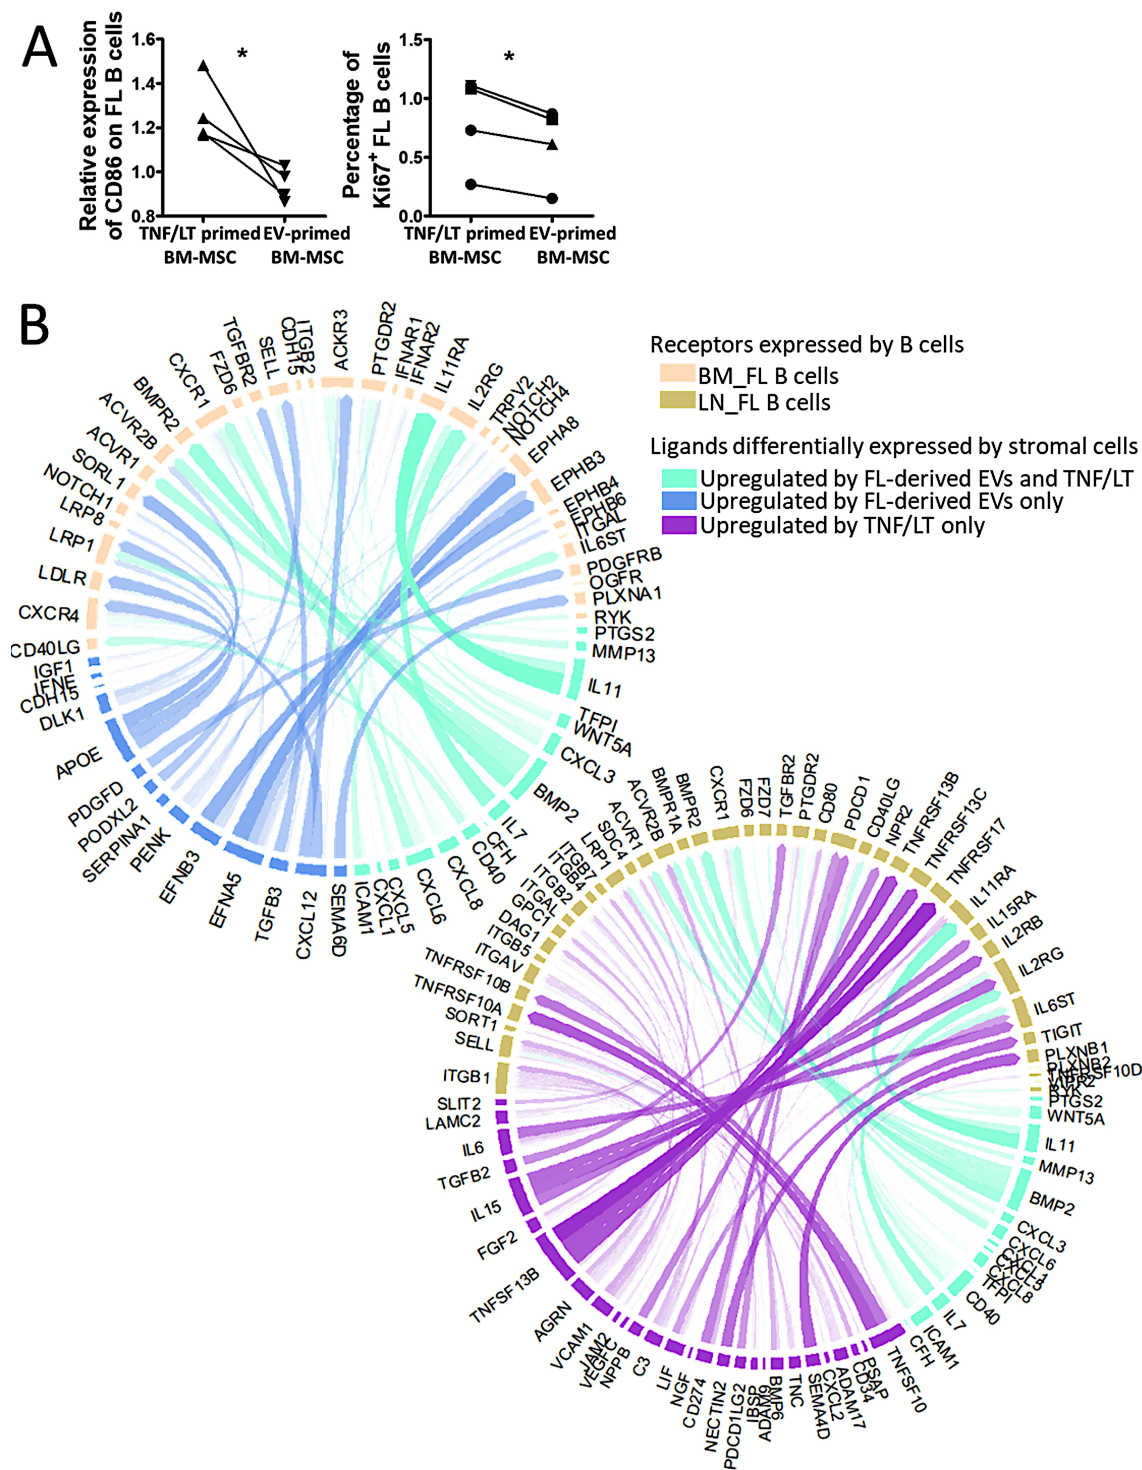 A
Relative expression
of CD86 on FL B cells
1.6
1.4
1.2
1.0
0.8
*
TNF/LT primed
BM-MSC
EV-primed
BM-MSC
Percentage of
Ki67+ FL B cells
1.5
1.0
0.5
0.0
*
TNF/LT primed
BM-MSC
EV-primed
BM-MSC
B
Receptors expressed by B cells
BM_FL B cells
LN_FL B cells
Ligands differentially expressed by stromal cells
Upregulated by FL-derived EVs and TNF/LT
Upregulated by FL-derived EVs only
Upregulated by TNF/LT only
CD40LG
CXCR4
LDLR
LRP1
LRP8
NOTCH1
SORL1
ACVR1
ACVR2B
BMPR2
CXCR1
FZD6
TGFBR2
SELL
CDH15
ITGB2
ACKR3
PTGDR2
IFNAR1
IFNAR2
IL11RA
IL2RG
TRPV2
NOTCH2
NOTCH4
EPHA8
EPHB3
EPHB4
EPHB6
ITGAL
IL6ST
PDGFRB
OGFR
PLXNA1
RYK
PTGS2
MMP13
IL11
TFPI
WNT5A
CXCL3
BMP2
IL7
CFH
CD40
CXCL8
CXCL6
CXCL5
CXCL1
ICAM1
SEMA6D
CXCL12
TGFB3
EFNA5
EFNB3
PENK
SERPINA1
PODXL2
PDGFD
APOE
DLK1
CDH15
IFNE
IGF1
ITGB1
SELL
SORT1
TNFRSF10A
TNFRSF10B
ITGAV
ITGB5
DAG1
GPC1
ITGAL
ITGB2
ITGB4
ITGB7
LRP1
SDC4
ACVR1
ACVR2B
BMPR1A
BMPR2
CXCR1
FZD6
FZD7
TGFBR2
PTGDR2
CD80
PDCD1
CD40LG
NPR2
TNFRSF13B
TNFRSF13C
TNFRSF17
IL11RA
IL15RA
IL2RB
IL2RG
IL6ST
TIGIT
PLXNB1
PLXNB2
TNFRSF10D
VIPR2
RYK
PTGS2
WNT5A
IL11
MMP13
BMP2
CXCL3
CXCL6
CXCL1
CXCL8
TFPI
CD40
IL7
ICAM1
CFH
TNFSF10
PSAP
CD34
ADAM17
CXCL2
SEMA4D
TNC
BMP6
ADAM9
IBSP
PDCD1LG2
NECTIN2
CD274
NGF
LIF
C3
NPPB
VEGFC
JAM2
VCAM1
AGRN
TNFSF13B
FGF2
IL15
TGFB2
IL6
LAMC2
SLIT2